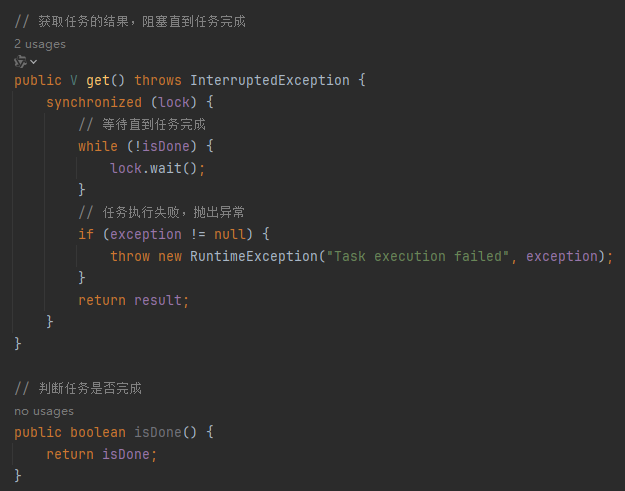 // 获取任务的结果，阻塞直到任务完成
2 usages
public V get() throws InterruptedException {
    synchronized (lock) {
        // 等待直到任务完成
        while (!isDone) {
            lock.wait();
        }
        // 任务执行失败，抛出异常
        if (exception != null) {
            throw new RuntimeException("Task execution failed", exception);
        }
        return result;
    }
}

// 判断任务是否完成
no usages
public boolean isDone() {
    return isDone;
}